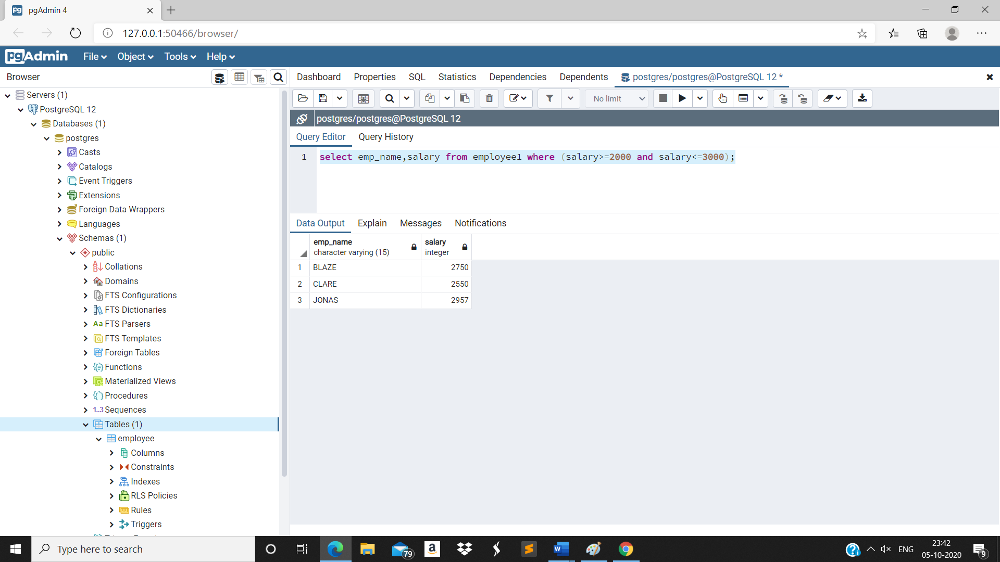 pgAdmin 4
127.0.0.1:50466/browser/
pgAdmin File Object Tools Help
Browser
Dashboard Properties SQL Statistics Dependencies Dependents postgres/postgres@PostgreSQL 12 *
No limit
postgres/postgres@PostgreSQL 12
Query Editor Query History
1 select emp_name,salary from employee1 where (salary>=2000 and salary<=3000);
Data Output Explain Messages Notifications
emp_name salary
character varying (15) integer
1 BLAZE 2750
2 CLARE 2550
3 JONAS 2957
Servers (1)
PostgreSQL 12
Databases (1)
postgres
Casts
Catalogs
Event Triggers
Extensions
Foreign Data Wrappers
Languages
Schemas (1)
public
Collations
Domains
FTS Configurations
FTS Dictionaries
Aa FTS Parsers
FTS Templates
Foreign Tables
Functions
Materialized Views
Procedures
1..3 Sequences
Tables (1)
employee
Columns
Constraints
Indexes
RLS Policies
Rules
Triggers
Type here to search
79
ENG
23:42
05-10-2020
9